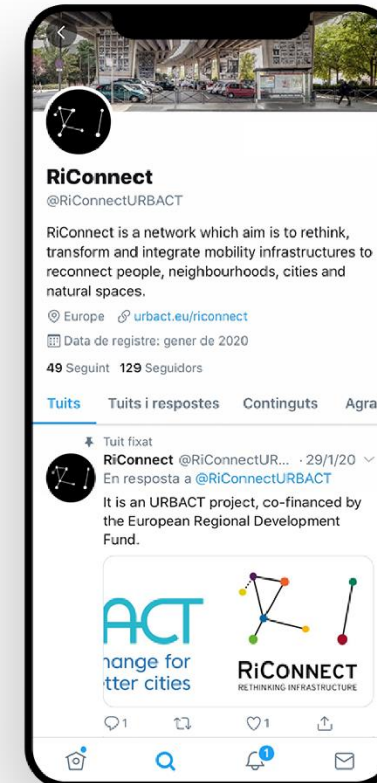 RiConnect
@RiConnectURBACT
RiConnect is a network which aim is to rethink,
transform and integrate mobility infrastructures to
reconnect people, neighbourhoods, cities and
natural spaces.
Europe urbact.eu/riconnect
Data de registre: gener de 2020
49 Seguint 129 Seguidors
Tuits Tuits i respostes Continguts Agra
Tuit fixat
RiConnect @RiConnectUR... · 29/1/20
En resposta a @RiConnectURBACT
It is an URBACT project, co-financed by
the European Regional Development
Fund.
ACT
hange for
tter cities
RiCONNECT
RETHINKING INFRASTRUCTURE
1 1
1